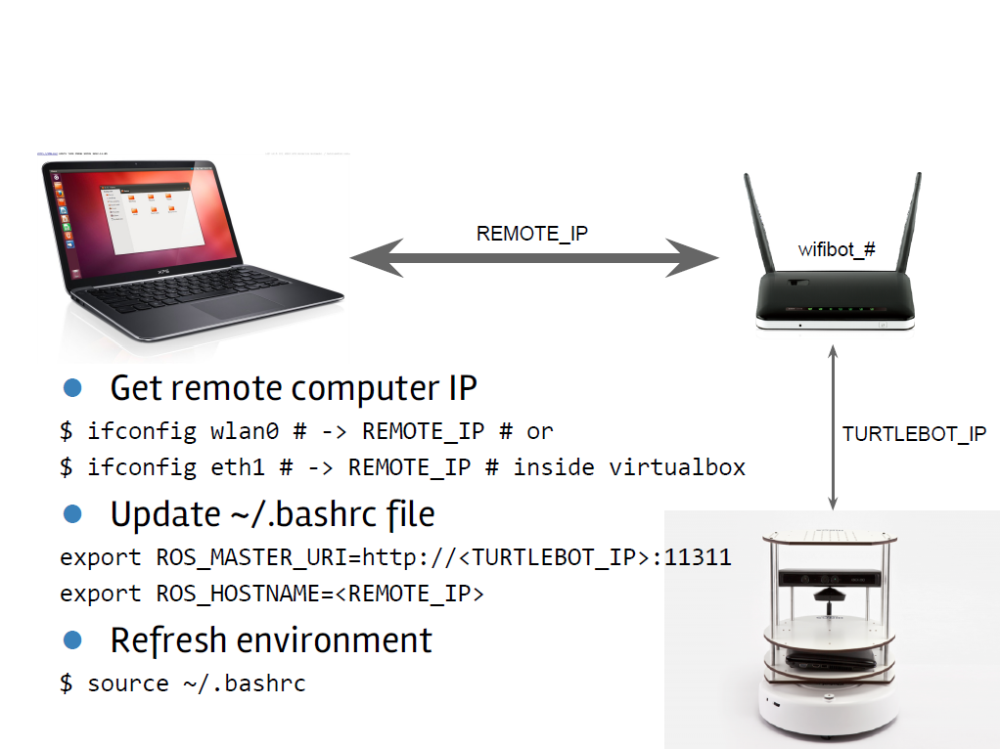 REMOTE_IP
wifibot_#
XPS
● Get remote computer IP
$ ifconfig wlan0 # -> REMOTE_IP # or
$ ifconfig eth1 # -> REMOTE_IP # inside virtualbox
TURTLEBOT_IP
● Update ~/.bashrc file
export ROS_MASTER_URI=http://<TURTLEBOT_IP>:11311
export ROS_HOSTNAME=<REMOTE_IP>
● Refresh environment
$ source ~/.bashrc